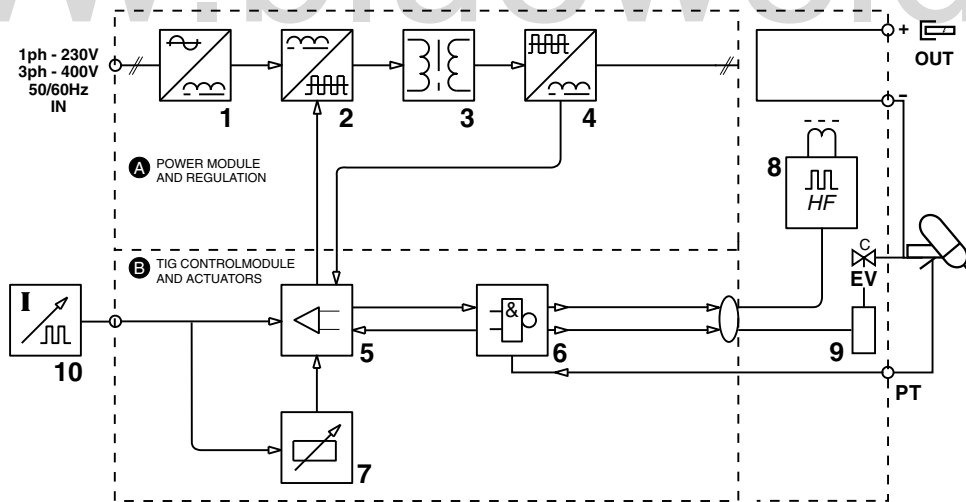 1ph - 230V
3ph - 400V
50/60Hz
IN
1
2
3
4
+
OUT
-
A POWER MODULE
AND REGULATION
8
HF
B TIG CONTROLMODULE
AND ACTUATORS
C
EV
I
10
5
&
6
9
PT
7